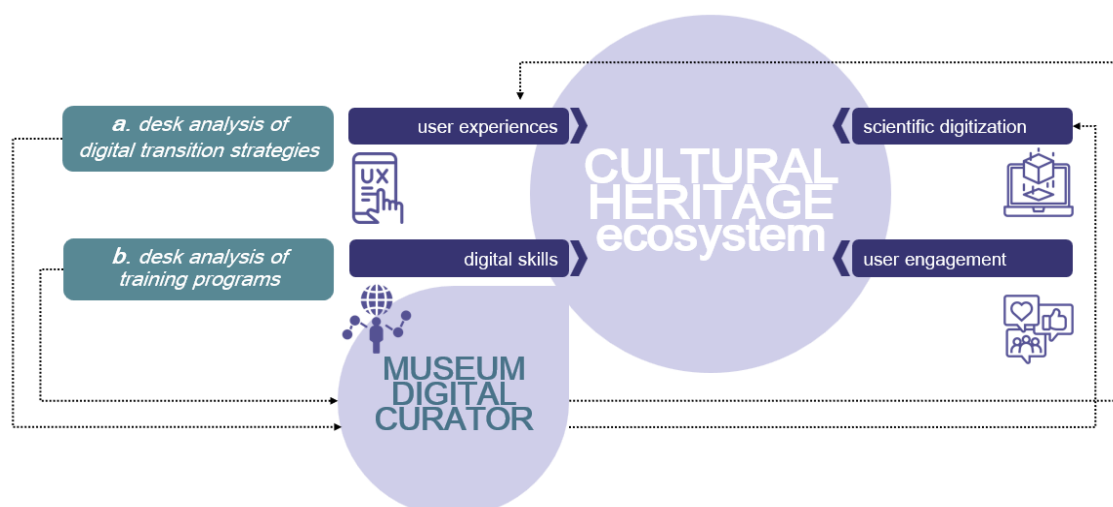 a. desk analysis of
digital transition strategies
user experiences
scientific digitization
UX
CULTURAL
HERITAGE
ecosystem
b. desk analysis of
training programs
digital skills
user engagement
MUSEUM
DIGITAL
CURATOR